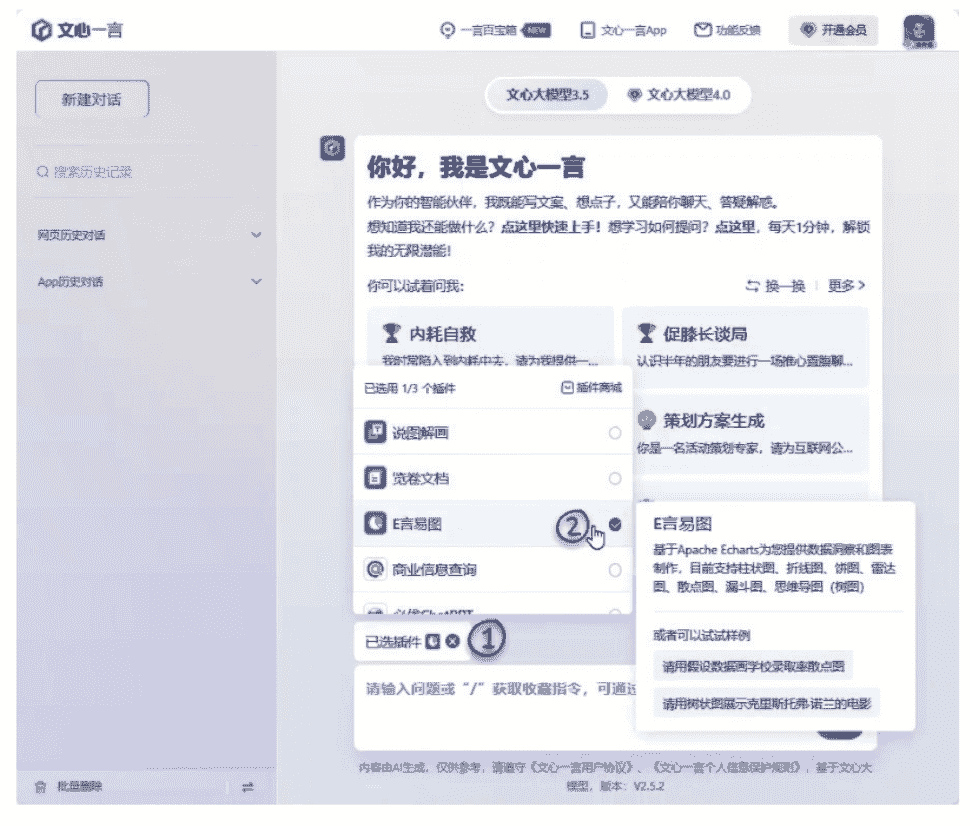 文心一言
一言百宝箱 NEW
文心一言App
功能反馈
开通会员
新建对话
搜索历史记录
网页历史对话
App历史对话
批量删除
文心大模型3.5
文心大模型4.0
你好，我是文心一言
作为你的智能伙伴，我既能写文案、想点子，又能陪你聊天、答疑解惑。
想知道我还能做什么？点这里快速上手！想学习如何提问？点这里，每天1分钟，解锁
我的无限潜能！
你可以试着问我：
换一换
更多
内耗自救
我时常陷入到内耗中去，请为我提供一...
促膝长谈局
认识半年的朋友要进行一场推心置腹聊...
策划方案生成
你是一名活动策划专家，请为互联网公...
已选用 1/3 个插件
插件商城
说图解画
览卷文档
E言易图
②
商业信息查询
E言易图
基于Apache Echarts为您提供数据洞察和图表
制作，目前支持柱状图、折线图、饼图、雷达
图、散点图、漏斗图、思维导图（树图）
或者可以试试样例
请用假设数据画学校录取率散点图
请用树状图展示克里斯托弗·诺兰的电影
已选插件
①
请输入问题或“/”获取收藏指令，可通过
内容由AI生成，仅供参考，请遵守《文心一言用户协议》、《文心一言个人信息保护规则》，基于文心大
模型，版本：V2.5.2